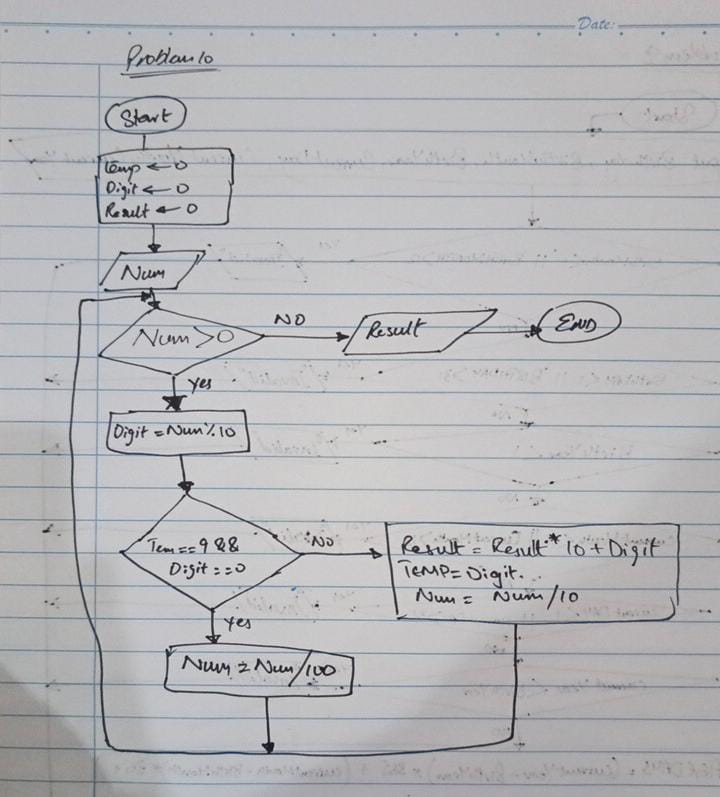 Date:
Problem 10
Start
Temp ← 0
Digit ← 0
Result ← 0
Num
Num > 0
NO
Result
END
Yes
Digit = Num % 10
Tem == 9 &&
Digit == 0
NO
Result = Result * 10 + Digit
TEMP = Digit.
Num = Num / 10
Yes
Num = Num / 100